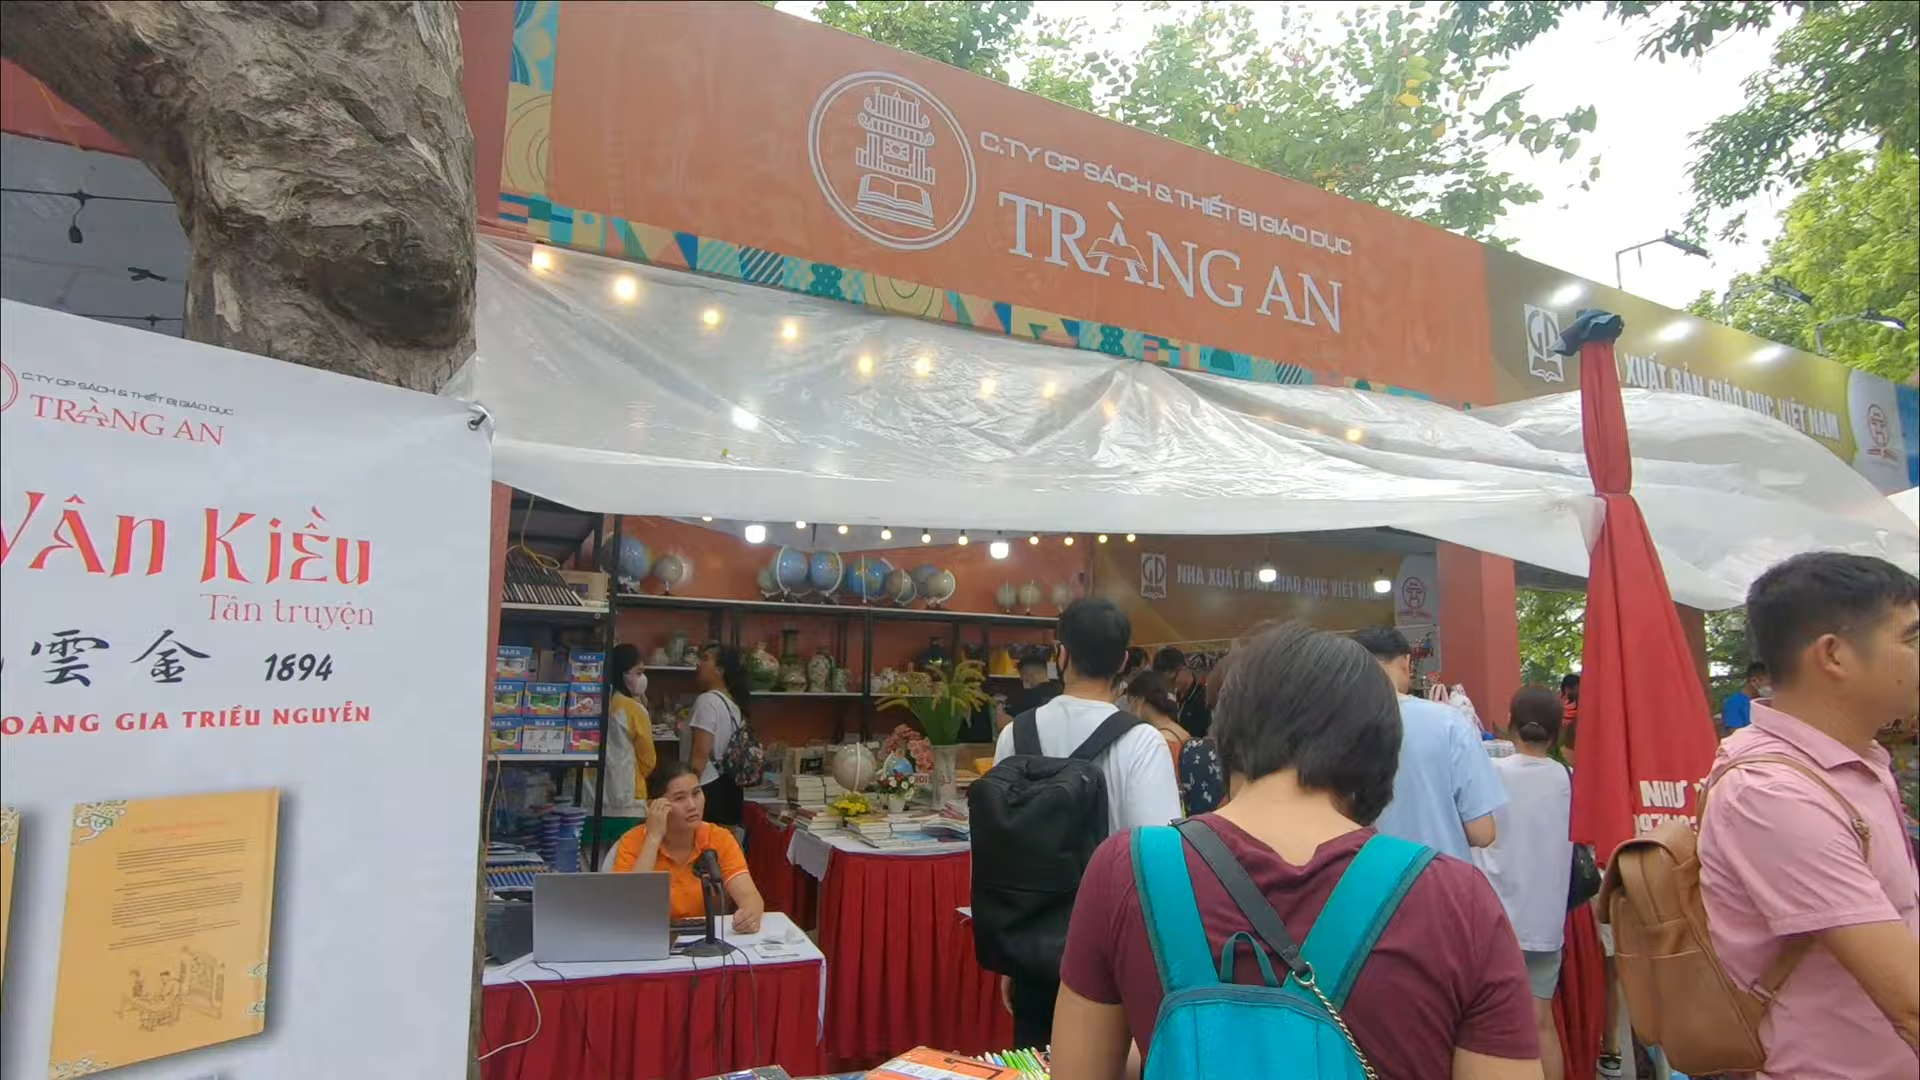 C.TY CP SÁCH & THIẾT BỊ GIÁO DỤC
TRÀNG AN
XUẤT BẢN GIÁO DỤC VIỆT NAM
C.TY CP SÁCH & THIẾT BỊ GIÁO DỤC
TRÀNG AN
Vân Kiều
Tân truyện
雲 金 1894
OÀNG GIA TRIỀU NGUYỄN
NHÀ XUẤT BẢN GIÁO DỤC VIỆT NAM
NHƯ